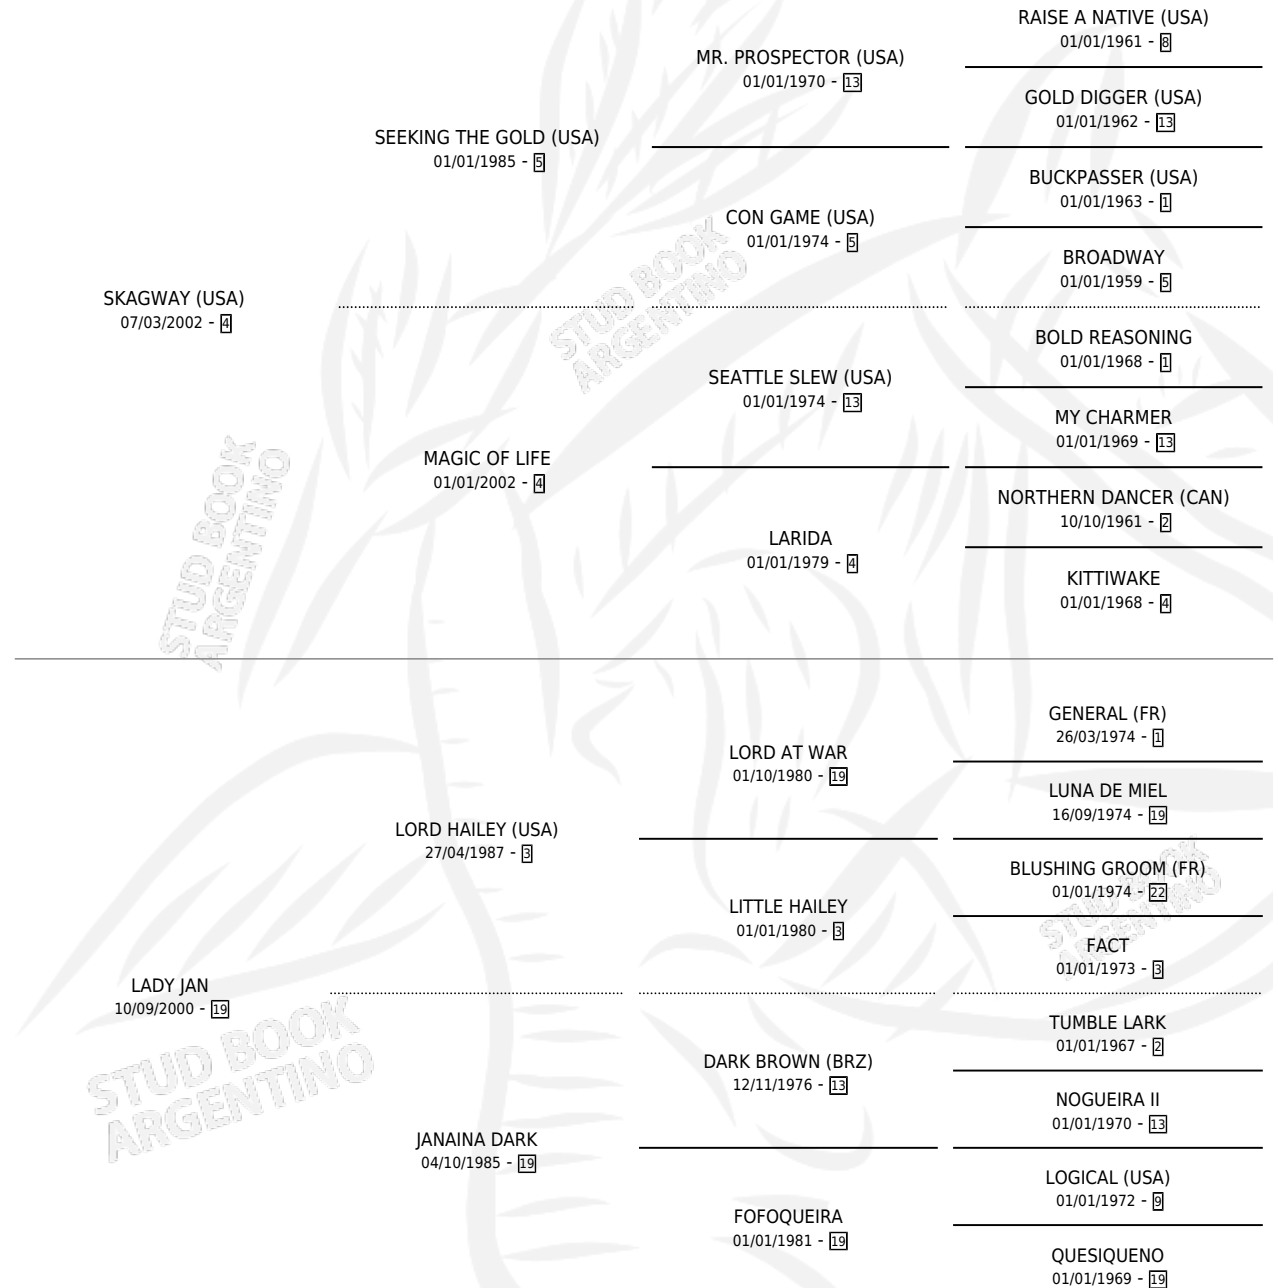 RAISE A NATIVE (USA)
01/01/1961 - 8
MR. PROSPECTOR (USA)
01/01/1970 - 13
GOLD DIGGER (USA)
01/01/1962 - 13
SEEKING THE GOLD (USA)
01/01/1985 - 5
BUCKPASSER (USA)
01/01/1963 - 1
CON GAME (USA)
01/01/1974 - 5
BROADWAY
01/01/1959 - 5
SKAGWAY (USA)
07/03/2002 - 4
BOLD REASONING
01/01/1968 - 1
SEATTLE SLEW (USA)
01/01/1974 - 13
MY CHARMER
01/01/1969 - 13
MAGIC OF LIFE
01/01/2002 - 4
NORTHERN DANCER (CAN)
10/10/1961 - 2
LARIDA
01/01/1979 - 4
KITTIWAKE
01/01/1968 - 4
STUD BOOK
ARGENTINO
STUD BOOK
ARGENTINO
GENERAL (FR)
26/03/1974 - 1
LORD AT WAR
01/10/1980 - 19
LUNA DE MIEL
16/09/1974 - 19
LORD HAILEY (USA)
27/04/1987 - 3
BLUSHING GROOM (FR)
01/01/1974 - 22
LITTLE HAILEY
01/01/1980 - 3
FACT
01/01/1973 - 3
LADY JAN
10/09/2000 - 19
TUMBLE LARK
01/01/1967 - 2
DARK BROWN (BRZ)
12/11/1976 - 13
NOGUEIRA II
01/01/1970 - 13
JANAINA DARK
04/10/1985 - 19
LOGICAL (USA)
01/01/1972 - 9
FOFOQUEIRA
01/01/1981 - 19
QUESIQUENO
01/01/1969 - 19
STUD BOOK
ARGENTINO
STUD BOOK
ARGENTINO